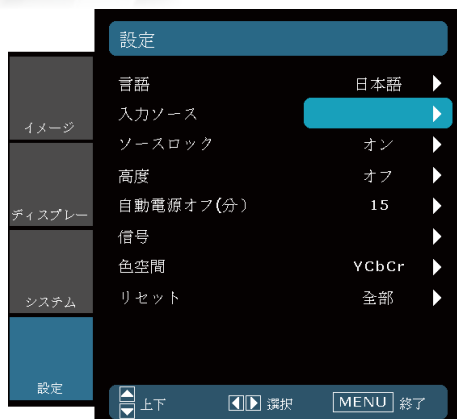 設定
イメージ
ディスプレー
システム
設定
言語 日本語
入力ソース
ソースロック オン
高度 オフ
自動電源オフ(分) 15
信号
色空間 YCbCr
リセット 全部
上下 選択 MENU 終了